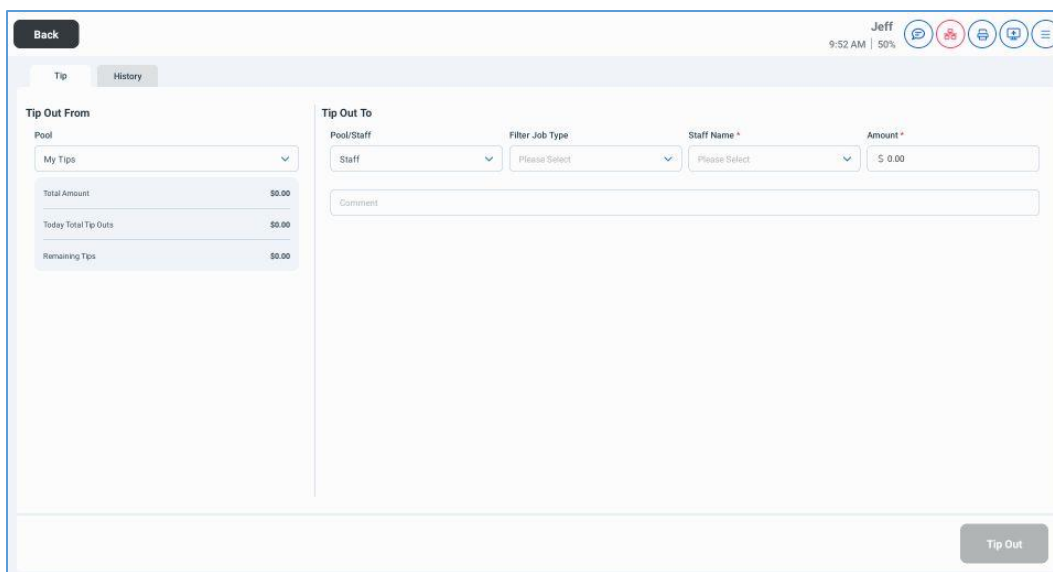 Back
Jeff
9:52 AM | 50%
Tip
History
Tip Out From
Pool
My Tips
Total Amount $0.00
Today Total Tip Outs $0.00
Remaining Tips $0.00
Tip Out To
Pool/Staff Filter Job Type Staff Name * Amount *
Staff Please Select Please Select $ 0.00
Comment
Tip Out